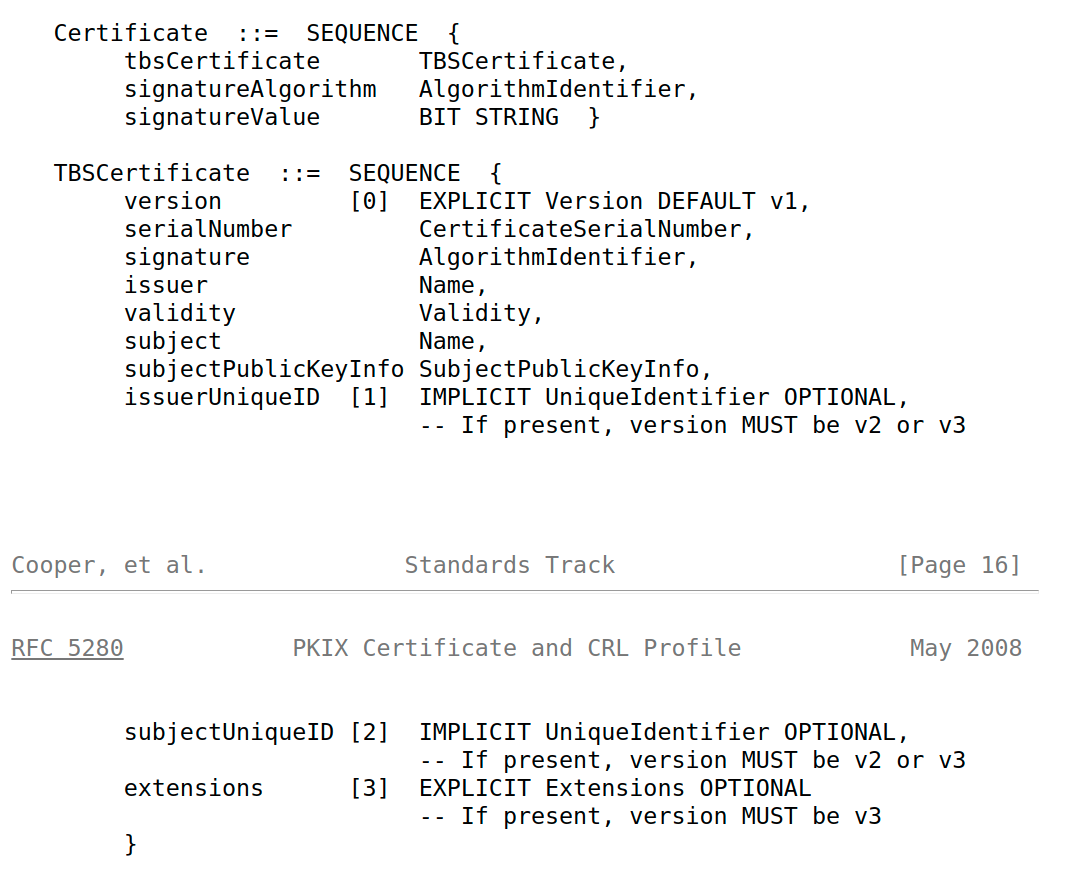 Certificate  ::=  SEQUENCE  {
     tbsCertificate       TBSCertificate,
     signatureAlgorithm   AlgorithmIdentifier,
     signatureValue       BIT STRING  }
TBSCertificate  ::=  SEQUENCE  {
     version         [0]  EXPLICIT Version DEFAULT v1,
     serialNumber         CertificateSerialNumber,
     signature            AlgorithmIdentifier,
     issuer               Name,
     validity             Validity,
     subject              Name,
     subjectPublicKeyInfo SubjectPublicKeyInfo,
     issuerUniqueID  [1]  IMPLICIT UniqueIdentifier OPTIONAL,
                          -- If present, version MUST be v2 or v3
Cooper, et al.              Standards Track                    [Page 16]
RFC 5280            PKIX Certificate and CRL Profile            May 2008
     subjectUniqueID [2]  IMPLICIT UniqueIdentifier OPTIONAL,
                          -- If present, version MUST be v2 or v3
     extensions      [3]  EXPLICIT Extensions OPTIONAL
                          -- If present, version MUST be v3
     }